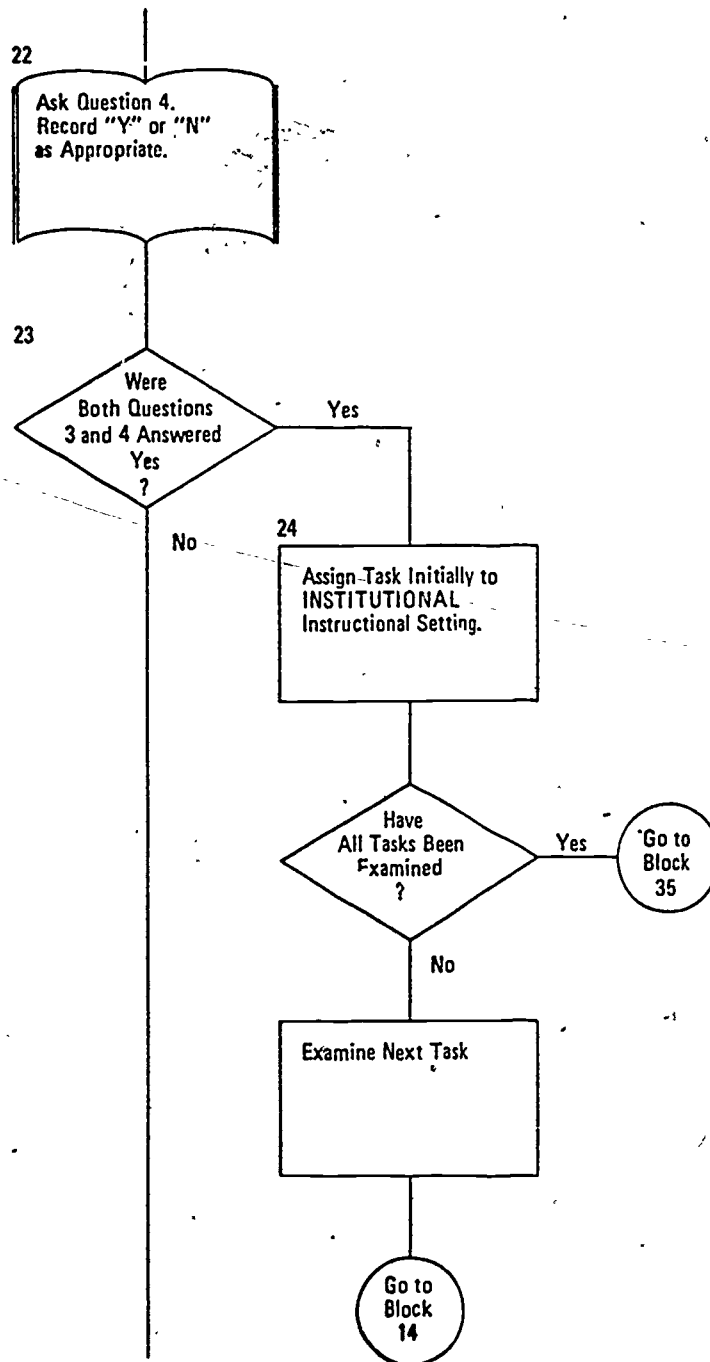 22
Ask Question 4.
Record "Y" or "N"
as Appropriate.
23
Were
Both Questions
3 and 4 Answered
Yes
?
Yes
No
24
Assign Task Initially to
INSTITUTIONAL
Instructional Setting.
Have
All Tasks Been
Examined
?
Yes
Go to
Block
35
No
Examine Next Task
Go to
Block
14